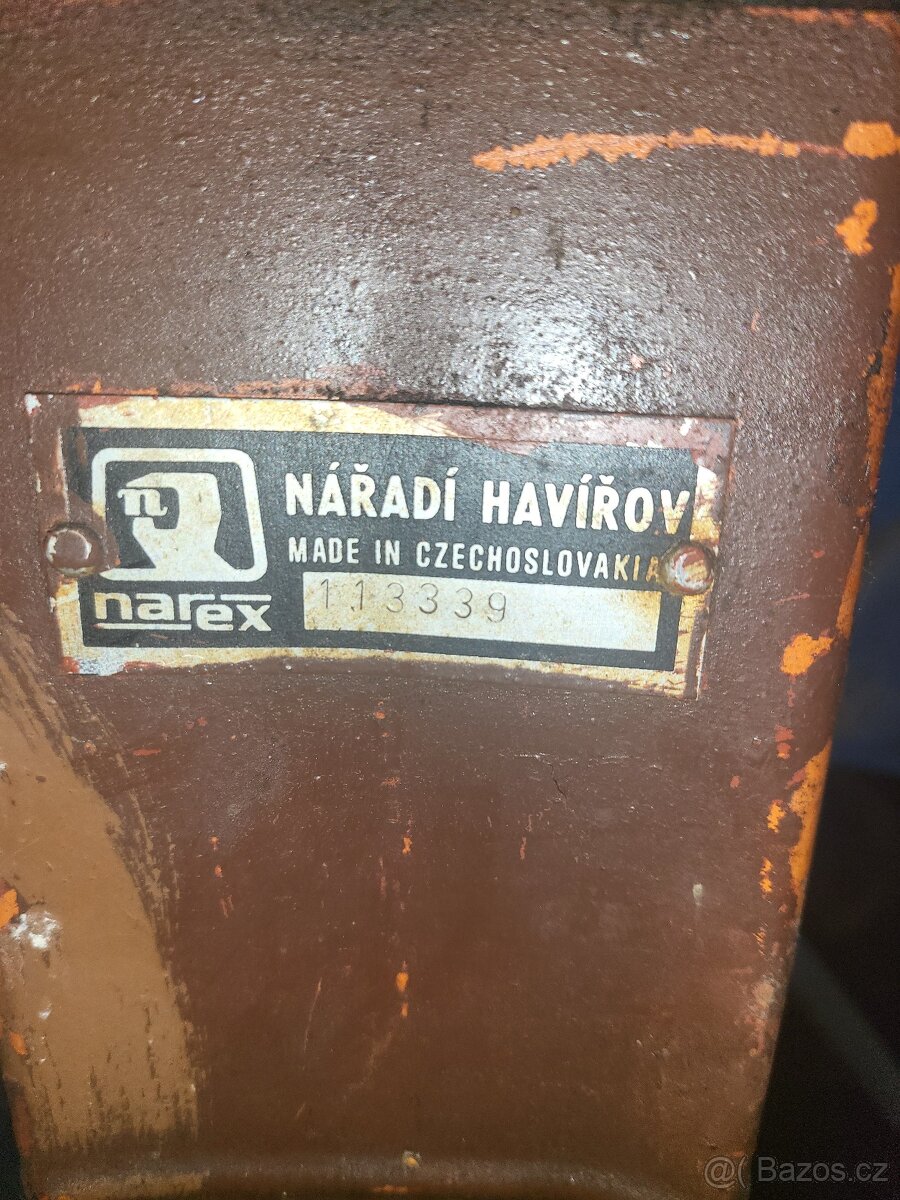 n
NÁŘADÍ HAVÍŘOV
MADE IN CZECHOSLOVAKIA
narex
113339
@( Bazos.cz